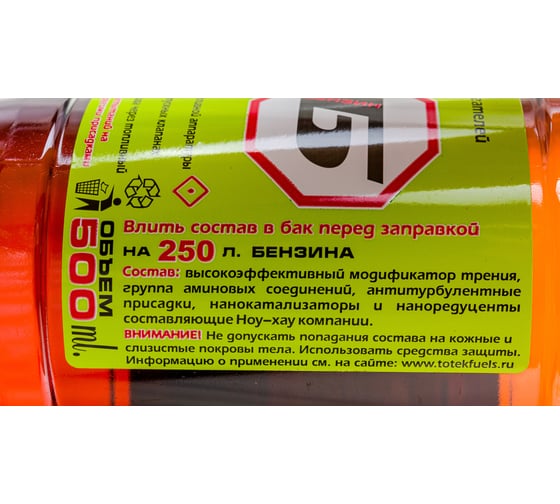 Влить состав в бак перед заправкой
НА 250 л. БЕНЗИНА
Состав: высокоэффективный модификатор трения,
группа аминовых соединений, антитурбулентные
присадки, нанокатализаторы и наноредуценты
составляющие Ноу-хау компании.
ВНИМАНИЕ! Не допускать попадания состава на кожные и
слизистые покровы тела. Использовать средства защиты.
Информацию о применении см. на сайте: www.totekfuels.ru
ОБЪЕМ
500 ml.
Б